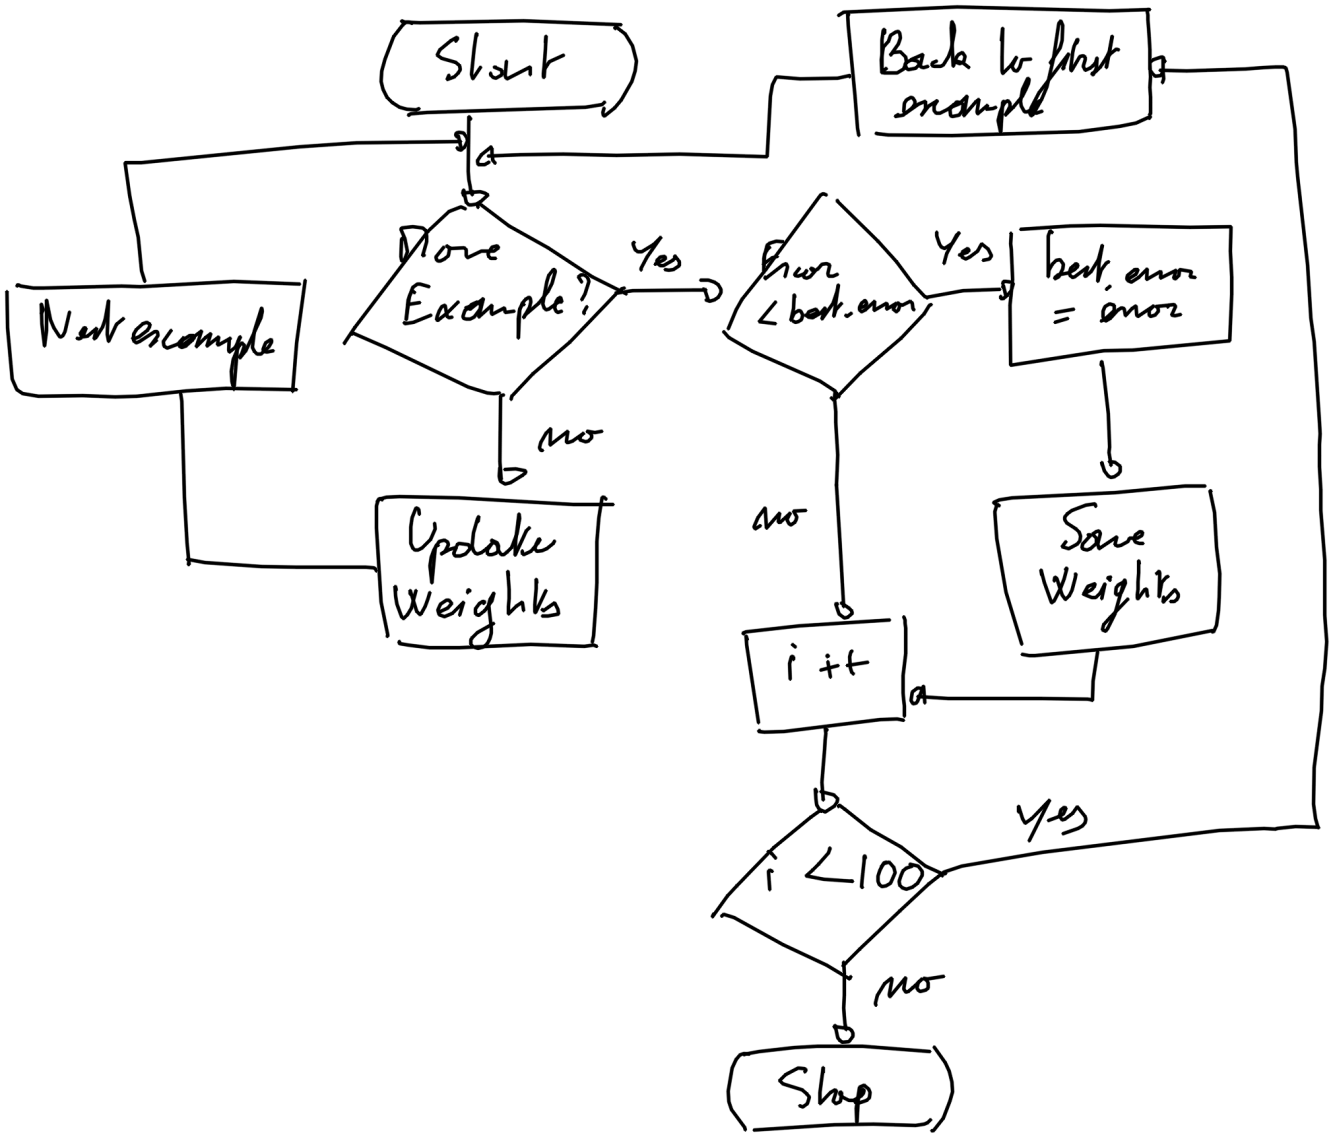 Start
Back to first
example
More
Example?
Yes
Error
< best.error
Yes
best.error
= error
Next example
no
Update
Weights
no
Save
Weights
i ++
i < 100
Yes
no
Stop